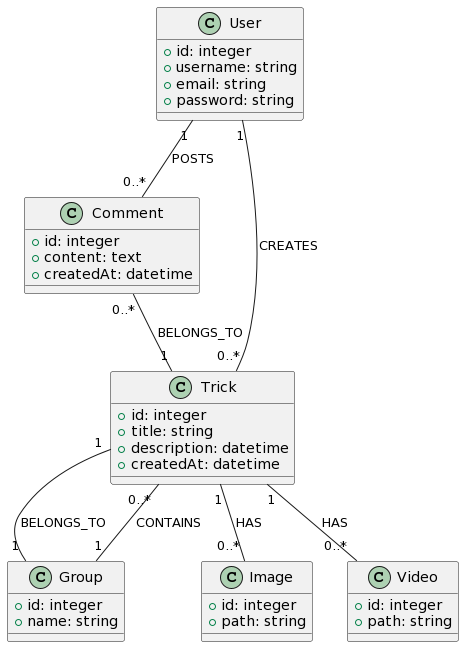 C User
id: integer
username: string
email: string
password: string
1
1
POSTS
0..*
C Comment
id: integer
content: text
createdAt: datetime
CREATES
0..*
BELONGS_TO
1
0..*
C Trick
id: integer
title: string
description: datetime
createdAt: datetime
1
0..*
1
1
BELONGS_TO
CONTAINS
HAS
HAS
1
1
0..*
0..*
C Group
id: integer
name: string
C Image
id: integer
path: string
C Video
id: integer
path: string